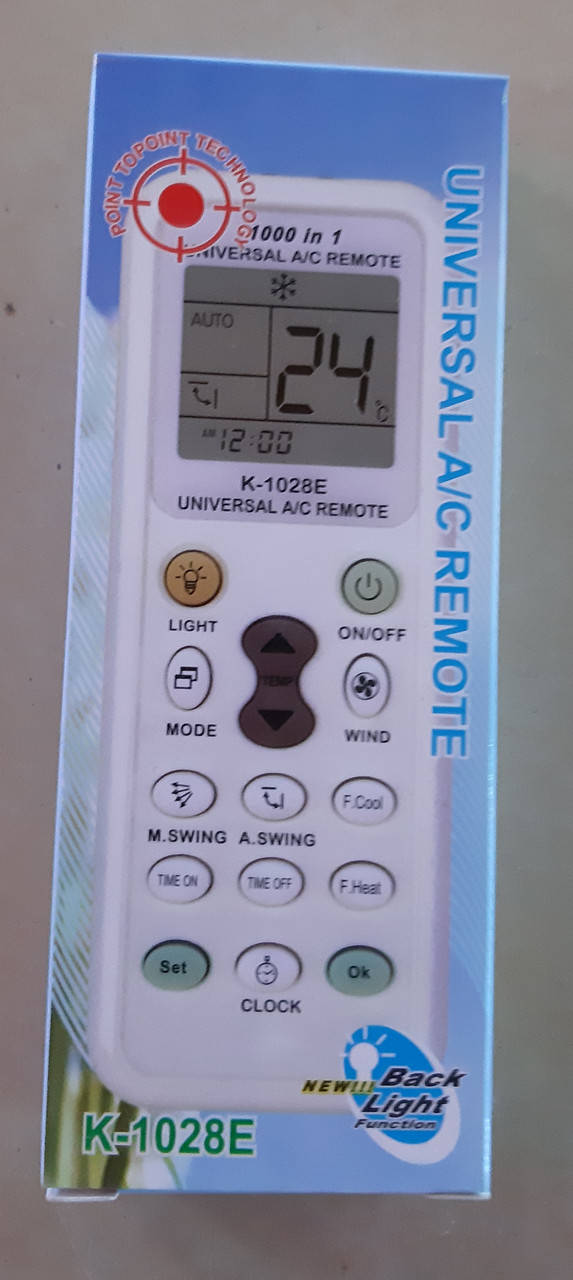 POINT TOPOINT TECHNOLOGY
1000 in 1
UNIVERSAL A/C REMOTE
AUTO
24°C
AM 12:00
K-1028E
UNIVERSAL A/C REMOTE
UNIVERSAL A/C REMOTE
LIGHT
ON/OFF
TEMP
MODE
WIND
F.Cool
M.SWING A.SWING
TIME ON TIME OFF F.Heat
Set Ok
CLOCK
NEW!!! Back
Light
Function
K-1028E